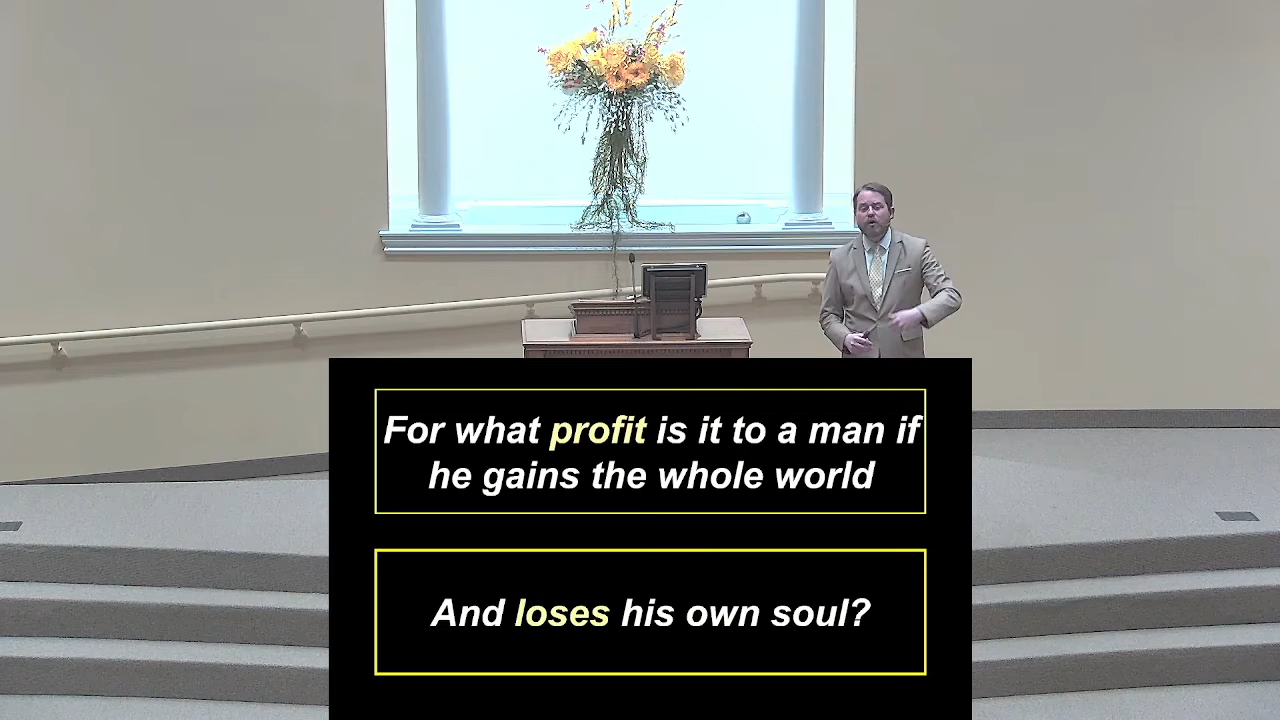 For what profit is it to a man if
he gains the whole world
And loses his own soul?